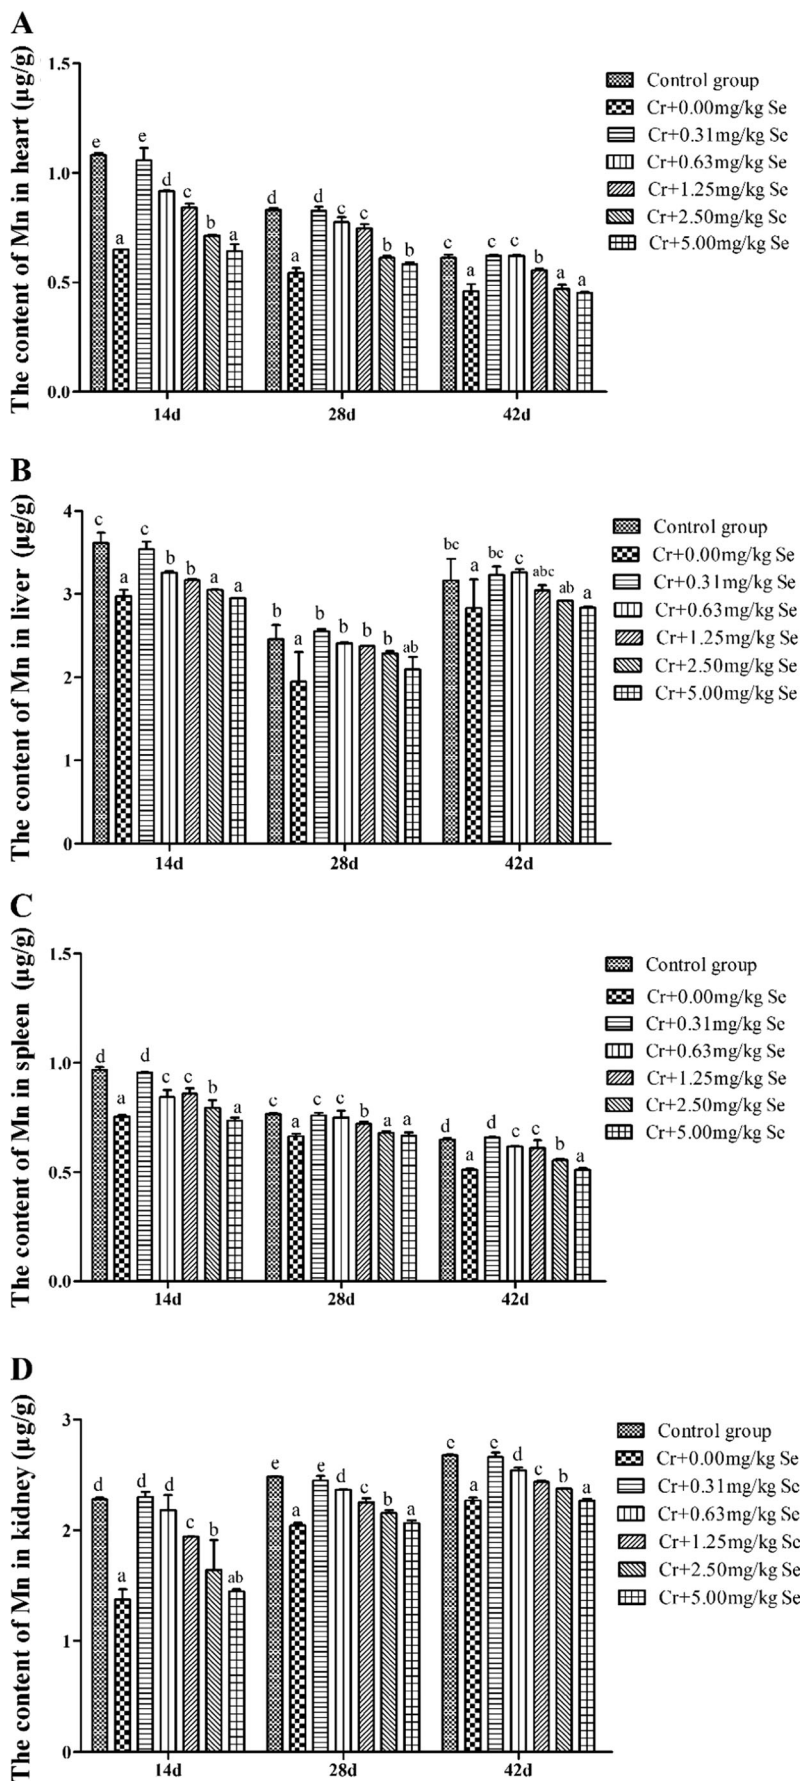 A
The content of Mn in heart (µg/g)
1.5
1.0
0.5
0.0
e a e d c b a
d a d c c b b
c a c c b a a
14d 28d 42d
Control group
Cr+0.00mg/kg Se
Cr+0.31mg/kg Sc
Cr+0.63mg/kg Se
Cr+1.25mg/kg Sc
Cr+2.50mg/kg Sc
Cr+5.00mg/kg Se
B
The content of Mn in liver (µg/g)
4
3
2
1
0
c a c b b a a
b a b b b b ab
bc a bc c abc ab a
14d 28d 42d
Control group
Cr+0.00mg/kg Se
Cr+0.31mg/kg Se
Cr+0.63mg/kg Se
Cr+1.25mg/kg Se
Cr+2.50mg/kg Se
Cr+5.00mg/kg Se
C
The content of Mn in spleen (µg/g)
1.5
1.0
0.5
0.0
d a d c c b a
c a c c b a a
d a d c c b a
14d 28d 42d
Control group
Cr+0.00mg/kg Se
Cr+0.31mg/kg Sc
Cr+0.63mg/kg Se
Cr+1.25mg/kg Se
Cr+2.50mg/kg Se
Cr+5.00mg/kg Sc
D
The content of Mn in kidney (µg/g)
3
2
1
0
d a d d c b ab
e a e d c b a
c a c d c b a
14d 28d 42d
Control group
Cr+0.00mg/kg Se
Cr+0.31mg/kg Sc
Cr+0.63mg/kg Sc
Cr+1.25mg/kg Sc
Cr+2.50mg/kg Se
Cr+5.00mg/kg Se